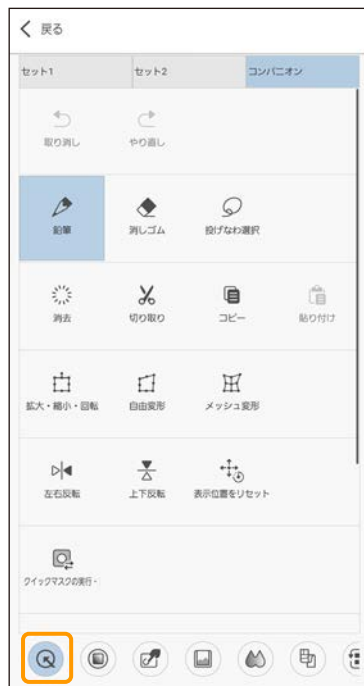 戻る
セット1 セット2 コンパニオン
取り消し やり直し
鉛筆 消しゴム 投げなわ選択
消去 切り取り コピー 貼り付け
拡大・縮小・回転 自由変形 メッシュ変形
左右反転 上下反転 表示位置をリセット
クイックマスクの実行・